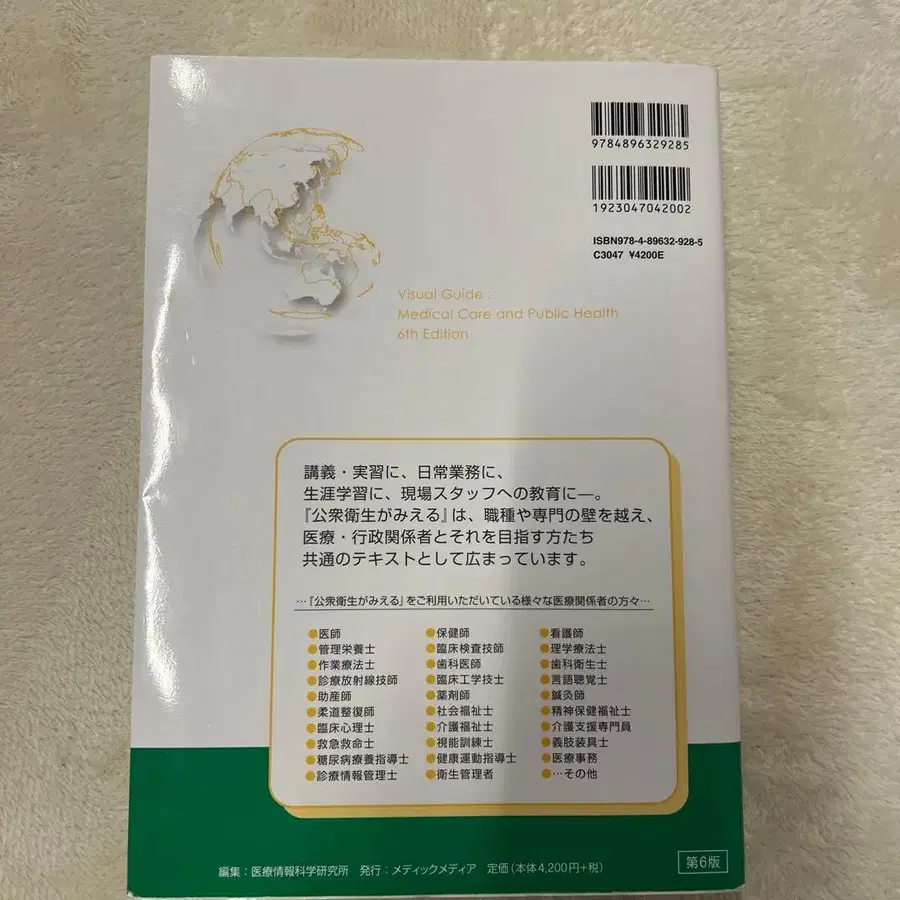 9784896329285
1923047042002
ISBN978-4-89632-928-5
C3047 ¥4200E
Visual Guide :
Medical Care and Public Health
6th Edition
講義・実習に、日常業務に、
生涯学習に、現場スタッフへの教育に―。
『公衆衛生がみえる』は、職種や専門の壁を越え、
医療・行政関係者とそれを目指す方たち
共通のテキストとして広まっています。
…『公衆衛生がみえる』をご利用いただいている様々な医療関係者の方々…
●医師 ●保健師 ●看護師
●管理栄養士 ●臨床検査技師 ●理学療法士
●作業療法士 ●歯科医師 ●歯科衛生士
●診療放射線技師 ●臨床工学技士 ●言語聴覚士
●助産師 ●薬剤師 ●鍼灸師
●柔道整復師 ●社会福祉士 ●精神保健福祉士
●臨床心理士 ●介護福祉士 ●介護支援専門員
●救急救命士 ●視能訓練士 ●義肢装具士
●糖尿病療養指導士 ●健康運動指導士 ●医療事務
●診療情報管理士 ●衛生管理者 ●…その他
編集：医療情報科学研究所 発行：メディックメディア 定価（本体4,200円+税） 第6版